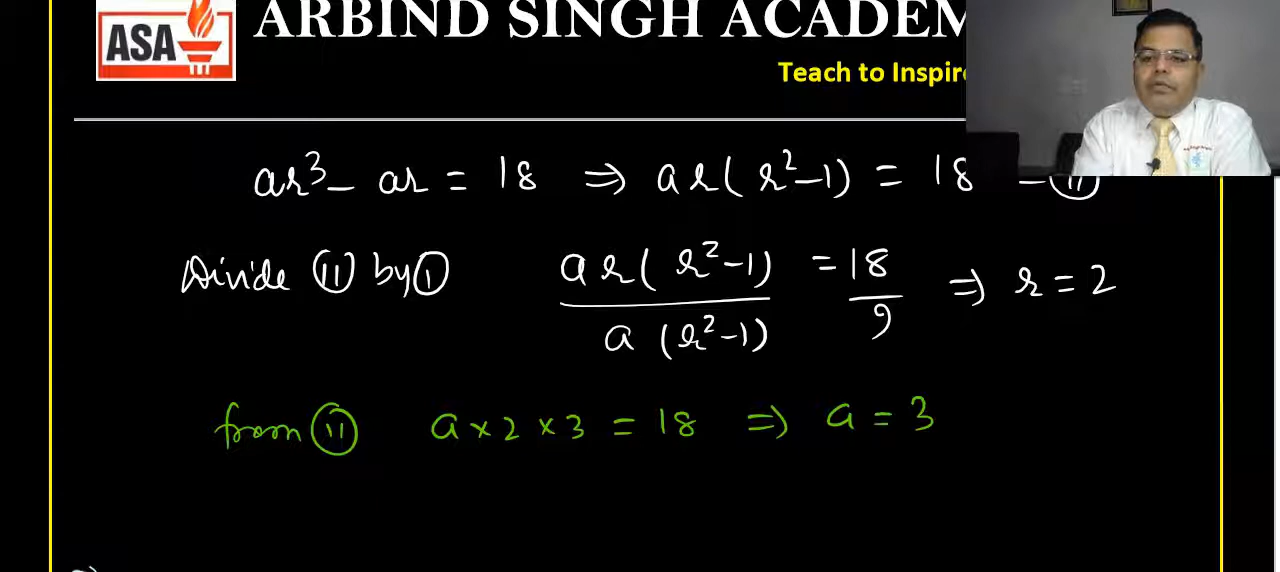 ASA ARBIND SINGH ACADEM
Teach to Inspire
ar³ - ar = 18 ⇒ ar(r²-1) = 18 - (II)
Divide (II) by (I) ar(r²-1) / a(r²-1) = 18/9 ⇒ r = 2
from (II) a × 2 × 3 = 18 ⇒ a = 3